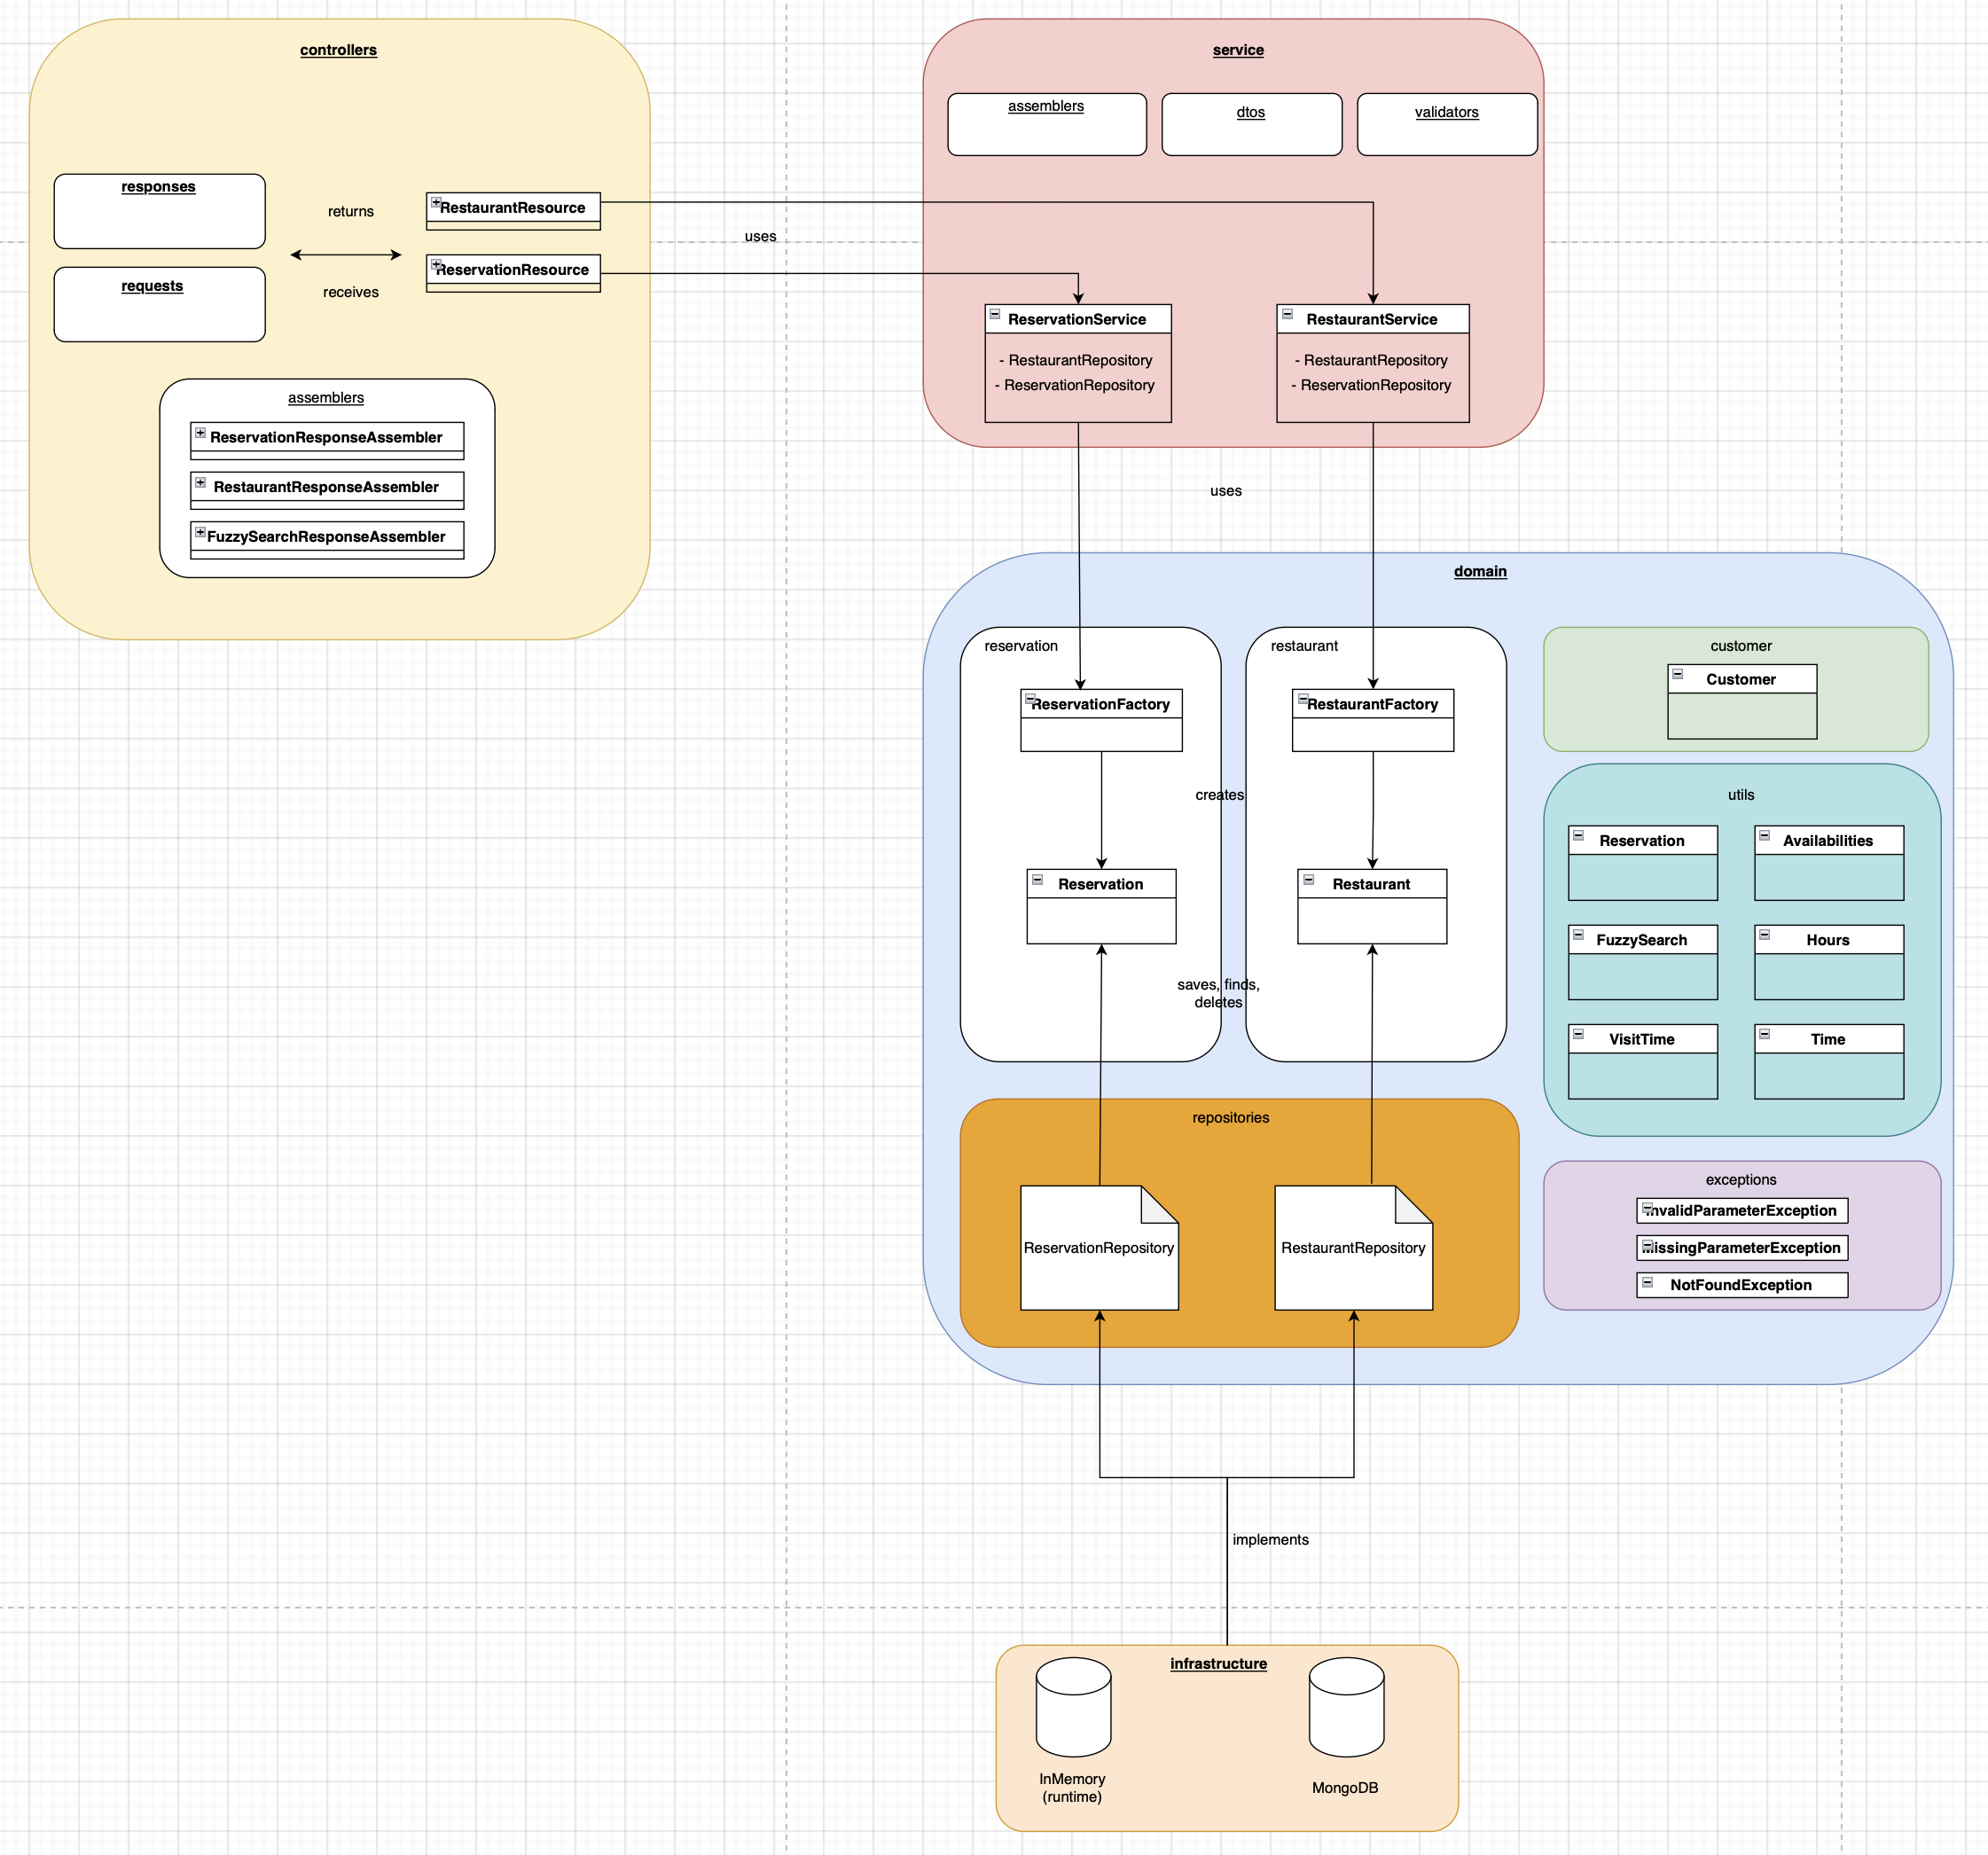 controllers
responses
returns
RestaurantResource
requests
receives
ReservationResource
assemblers
ReservationResponseAssembler
RestaurantResponseAssembler
FuzzySearchResponseAssembler
uses
service
assemblers
dtos
validators
ReservationService
- RestaurantRepository
- ReservationRepository
RestaurantService
- RestaurantRepository
- ReservationRepository
uses
domain
reservation
ReservationFactory
restaurant
RestaurantFactory
creates
Reservation
Restaurant
saves, finds,
deletes
customer
Customer
utils
Reservation
Availabilities
FuzzySearch
Hours
VisitTime
Time
repositories
ReservationRepository
RestaurantRepository
exceptions
InvalidParameterException
MissingParameterException
NotFoundException
implements
infrastructure
InMemory
(runtime)
MongoDB